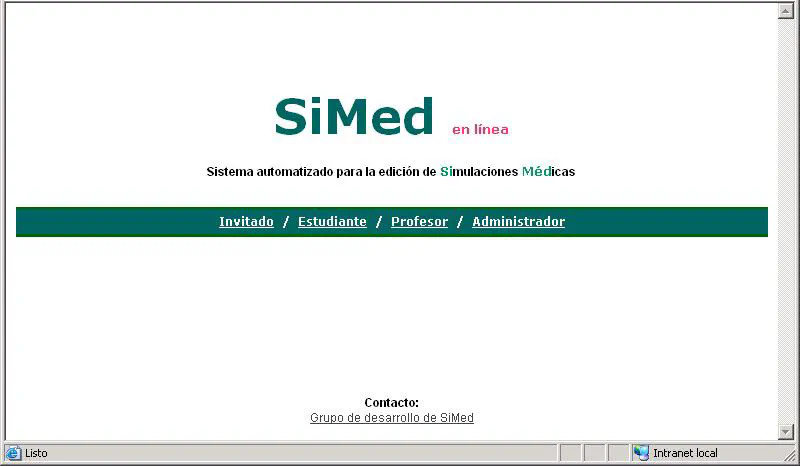 SiMed en línea
Sistema automatizado para la edición de Simulaciones Médicas
Invitado / Estudiante / Profesor / Administrador
Contacto:
Grupo de desarrollo de SiMed
Listo Intranet local